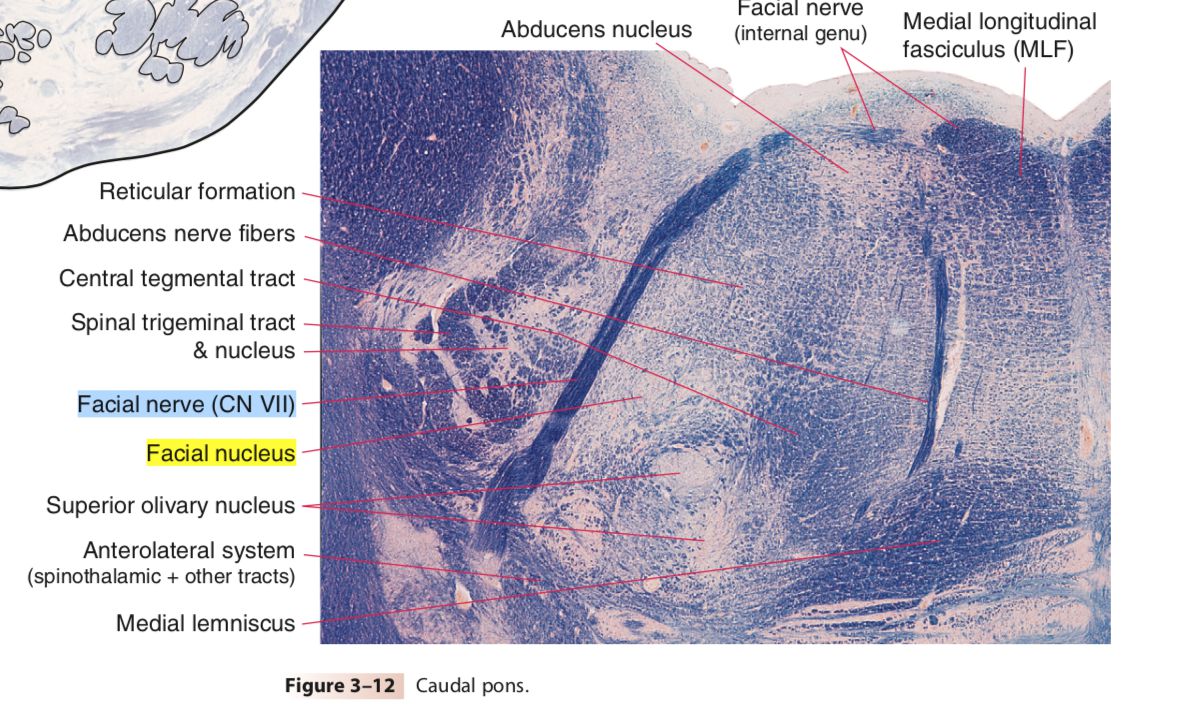 Abducens nucleus
Facial nerve
(internal genu)
Medial longitudinal
fasciculus (MLF)
Reticular formation
Abducens nerve fibers
Central tegmental tract
Spinal trigeminal tract
& nucleus
Facial nerve (CN VII)
Facial nucleus
Superior olivary nucleus
Anterolateral system
(spinothalamic + other tracts)
Medial lemniscus
Figure 3–12 Caudal pons.